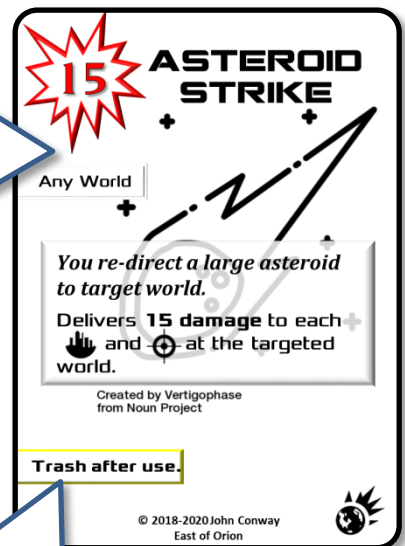 15
ASTEROID
STRIKE
Any World
You re-direct a large asteroid
to target world.
Delivers 15 damage to each
and at the targeted
world.
Created by Vertigophase
from Noun Project
Trash after use.
© 2018-2020 John Conway
East of Orion